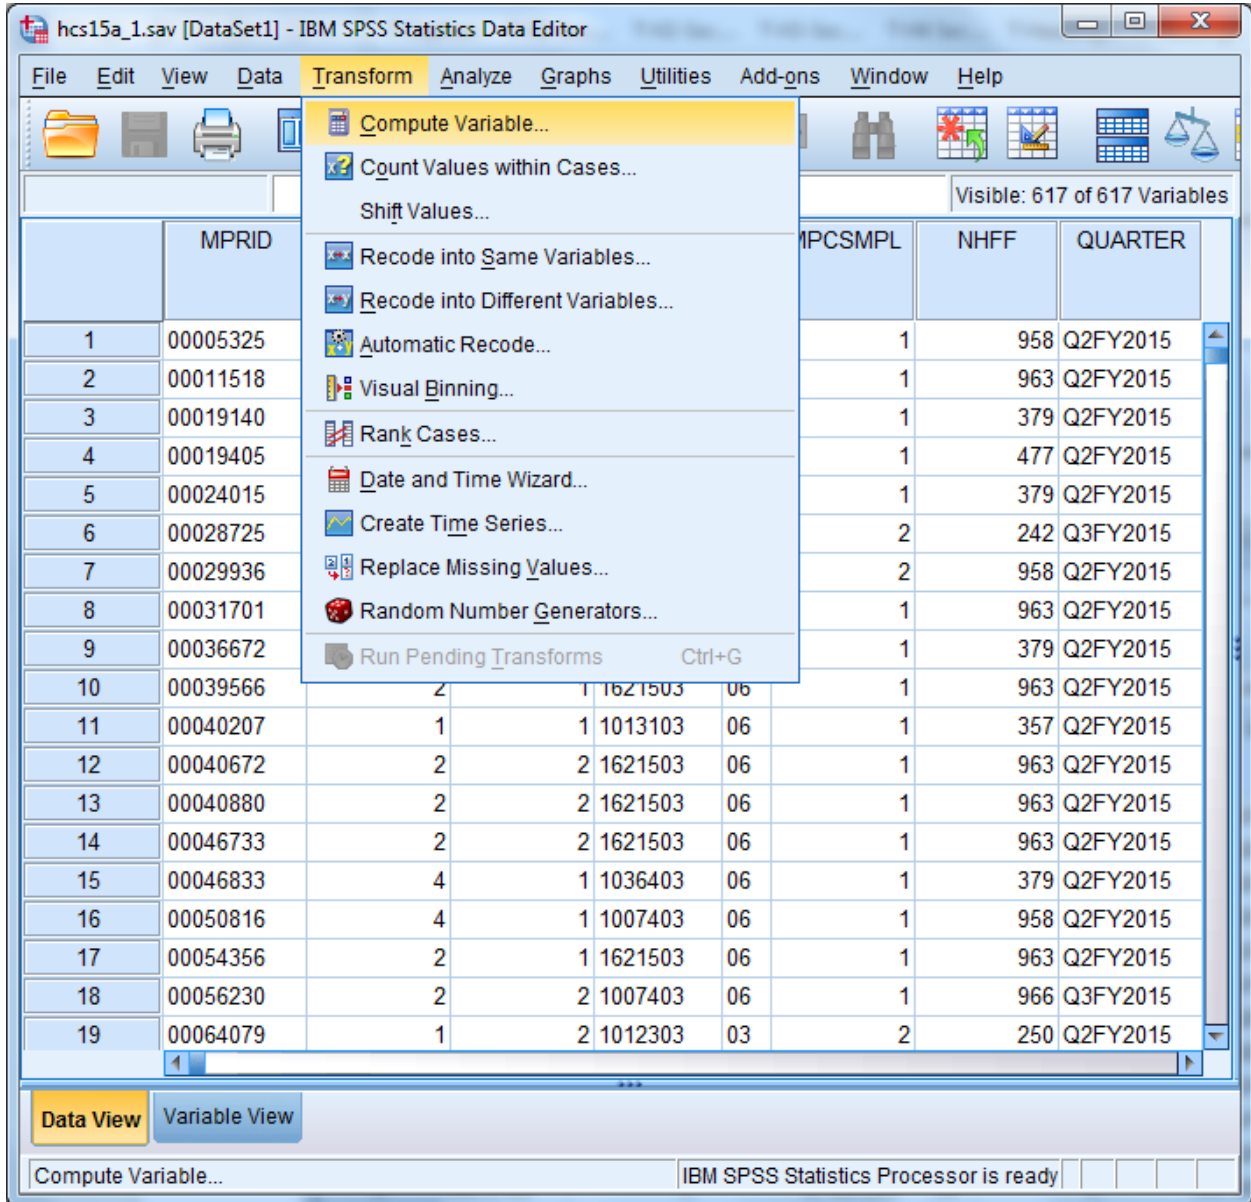 hcs15a_1.sav [DataSet1] - IBM SPSS Statistics Data Editor
File Edit View Data Transform Analyze Graphs Utilities Add-ons Window Help
Compute Variable...
Count Values within Cases...
Shift Values...
Recode into Same Variables...
Recode into Different Variables...
Automatic Recode...
Visual Binning...
Rank Cases...
Date and Time Wizard...
Create Time Series...
Replace Missing Values...
Random Number Generators...
Run Pending Transforms Ctrl+G
Visible: 617 of 617 Variables
MPRID MPCSMPL NHFF QUARTER
1 00005325 1 958 Q2FY2015
2 00011518 1 963 Q2FY2015
3 00019140 1 379 Q2FY2015
4 00019405 1 477 Q2FY2015
5 00024015 1 379 Q2FY2015
6 00028725 2 242 Q3FY2015
7 00029936 2 958 Q2FY2015
8 00031701 1 963 Q2FY2015
9 00036672 1 379 Q2FY2015
10 00039566 2 1 1621503 06 1 963 Q2FY2015
11 00040207 1 1 1013103 06 1 357 Q2FY2015
12 00040672 2 2 1621503 06 1 963 Q2FY2015
13 00040880 2 2 1621503 06 1 963 Q2FY2015
14 00046733 2 2 1621503 06 1 963 Q2FY2015
15 00046833 4 1 1036403 06 1 379 Q2FY2015
16 00050816 4 1 1007403 06 1 958 Q2FY2015
17 00054356 2 1 1621503 06 1 963 Q2FY2015
18 00056230 2 2 1007403 06 1 966 Q3FY2015
19 00064079 1 2 1012303 03 2 250 Q2FY2015
Data View Variable View
Compute Variable... IBM SPSS Statistics Processor is ready